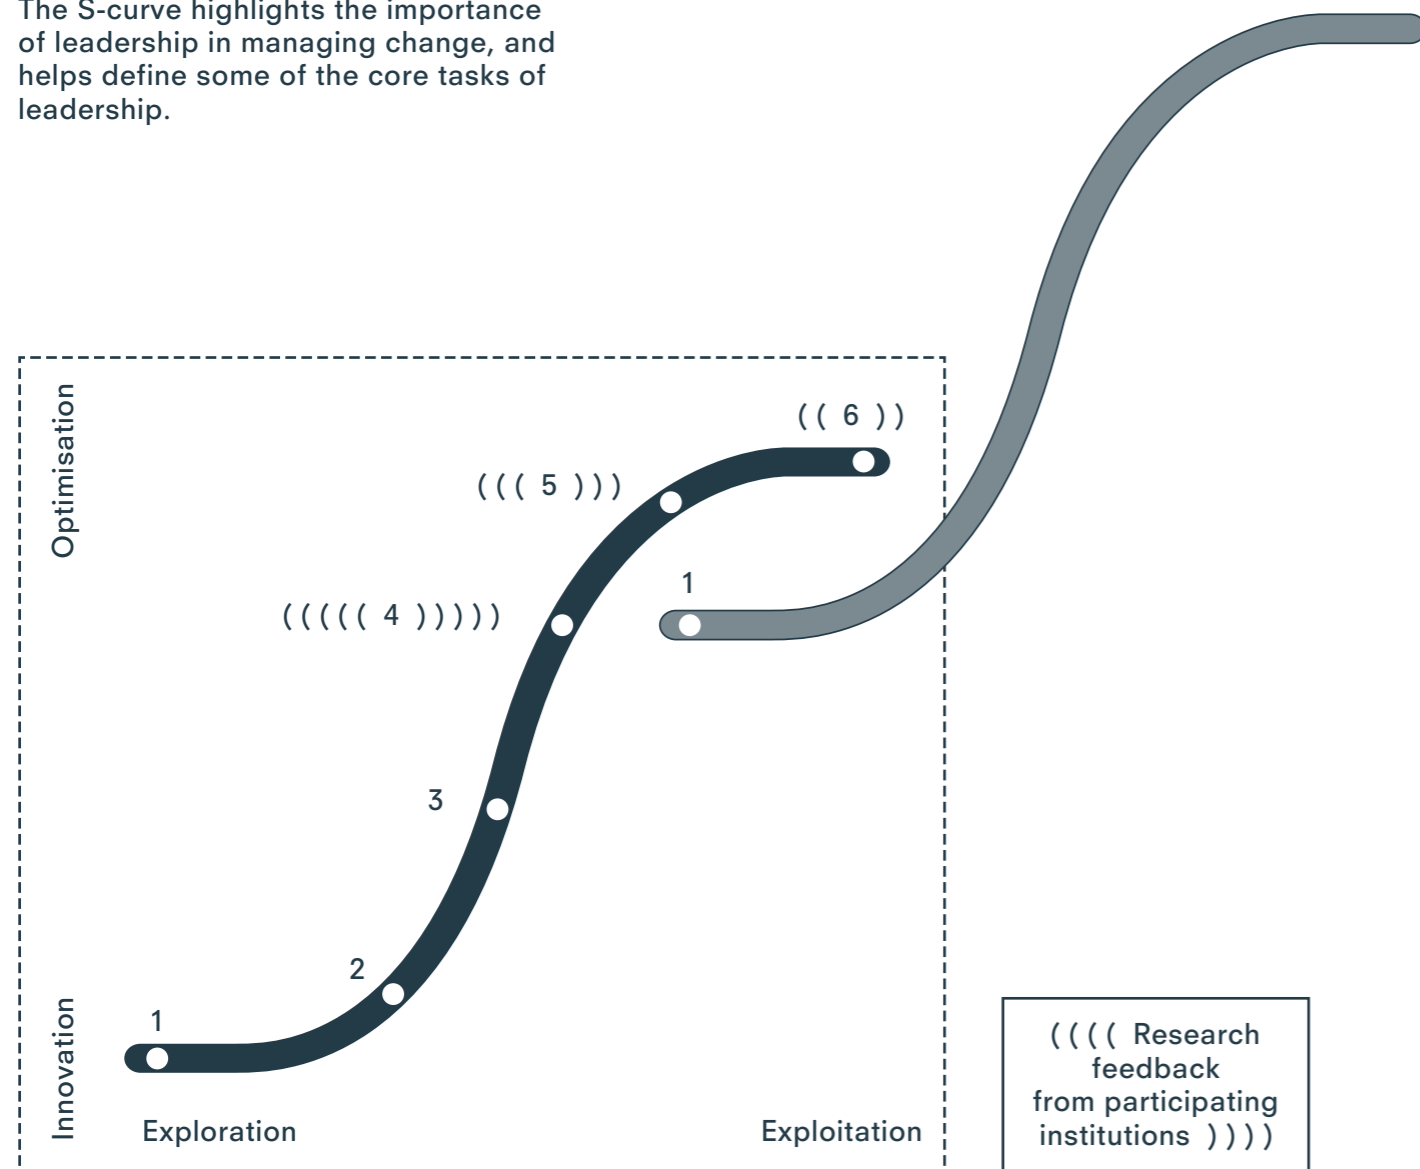 The S-curve highlights the importance
of leadership in managing change, and
helps define some of the core tasks of
leadership.
Optimisation
(( 6 ))
((( 5 )))
1
((((( 4 )))))
3
2
1
Innovation
Exploration
Exploitation
(((( Research
feedback
from participating
institutions ))))